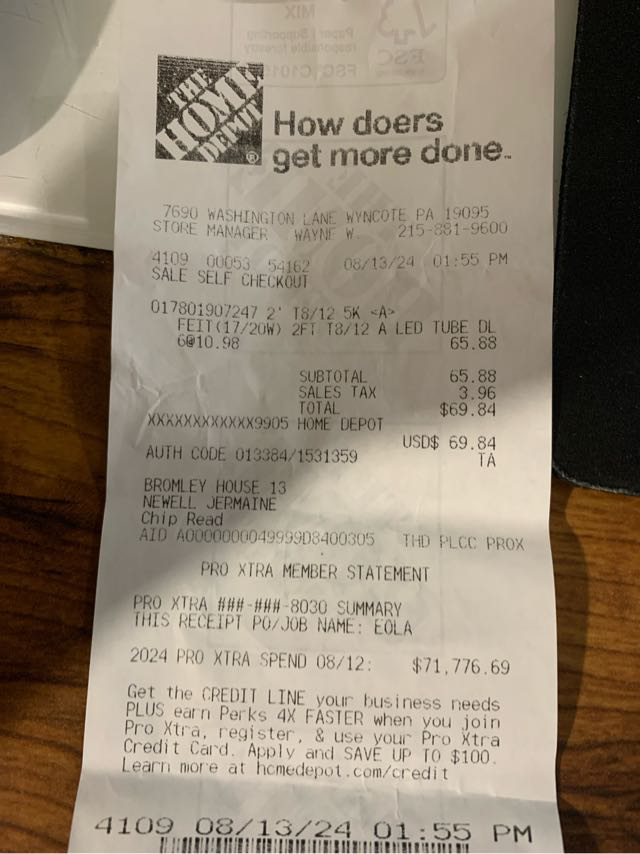 THE
HOME
DEPOT
®
How doers
get more done™
7690 WASHINGTON LANE WYNCOTE PA 19095
STORE MANAGER WAYNE W. 215-881-9600
4109 00053 54162 08/13/24 01:55 PM
SALE SELF CHECKOUT
017801907247 2' T8/12 5K <A>
FEIT(17/20W) 2FT T8/12 A LED TUBE DL
6@10.98 65.88
SUBTOTAL 65.88
SALES TAX 3.96
TOTAL $69.84
XXXXXXXXXXXX9905 HOME DEPOT
USD$ 69.84
AUTH CODE 013384/1531359 TA
BROMLEY HOUSE 13
NEWELL JERMAINE
Chip Read
AID A0000000049999D8400305 THD PLCC PROX
PRO XTRA MEMBER STATEMENT
PRO XTRA ###-###-8030 SUMMARY
THIS RECEIPT PO/JOB NAME: EOLA
2024 PRO XTRA SPEND 08/12: $71,776.69
Get the CREDIT LINE your business needs
PLUS earn Perks 4X FASTER when you join
Pro Xtra, register, & use your Pro Xtra
Credit Card. Apply and SAVE UP TO $100.
Learn more at homedepot.com/credit
4109 08/13/24 01:55 PM